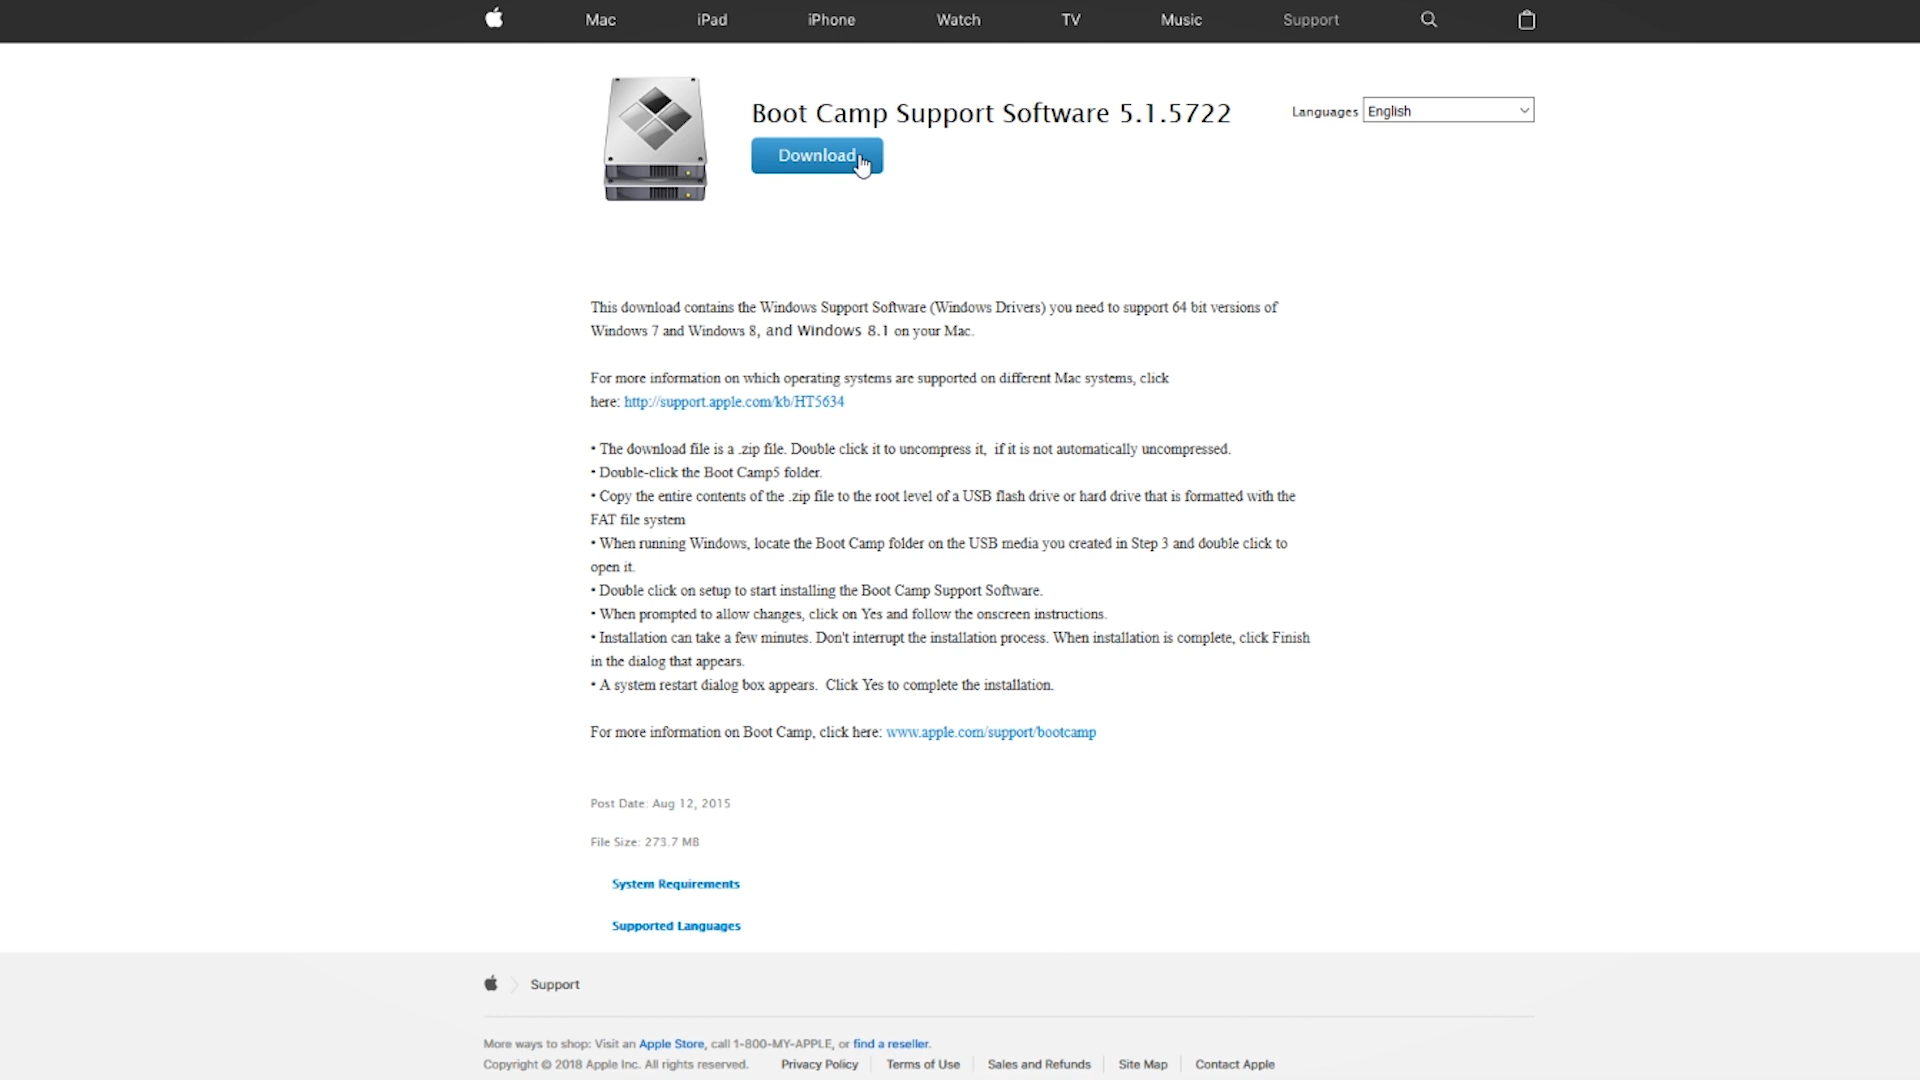 Mac iPad iPhone Watch TV Music Support
Boot Camp Support Software 5.1.5722
Languages English
Download
This download contains the Windows Support Software (Windows Drivers) you need to support 64 bit versions of
Windows 7 and Windows 8, and Windows 8.1 on your Mac.
For more information on which operating systems are supported on different Mac systems, click
here: http://support.apple.com/kb/HT5634
• The download file is a .zip file. Double click it to uncompress it, if it is not automatically uncompressed.
• Double-click the Boot Camp5 folder.
• Copy the entire contents of the .zip file to the root level of a USB flash drive or hard drive that is formatted with the
FAT file system
• When running Windows, locate the Boot Camp folder on the USB media you created in Step 3 and double click to
open it.
• Double click on setup to start installing the Boot Camp Support Software.
• When prompted to allow changes, click on Yes and follow the onscreen instructions.
• Installation can take a few minutes. Don't interrupt the installation process. When installation is complete, click Finish
in the dialog that appears.
• A system restart dialog box appears. Click Yes to complete the installation.
For more information on Boot Camp, click here: www.apple.com/support/bootcamp
Post Date: Aug 12, 2015
File Size: 273.7 MB
System Requirements
Supported Languages
Support
More ways to shop: Visit an Apple Store, call 1-800-MY-APPLE, or find a reseller.
Copyright © 2018 Apple Inc. All rights reserved. Privacy Policy Terms of Use Sales and Refunds Site Map Contact Apple